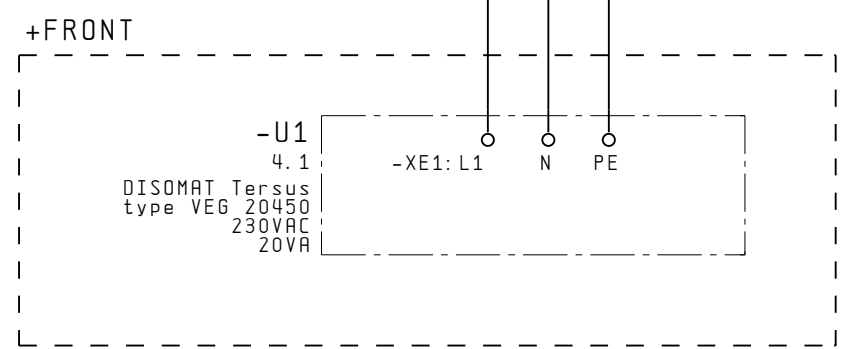 +FRONT
-U1
4.1
-XE1:L1 N PE
DISOMAT Tersus
type VEG 20450
230VAC
20VA